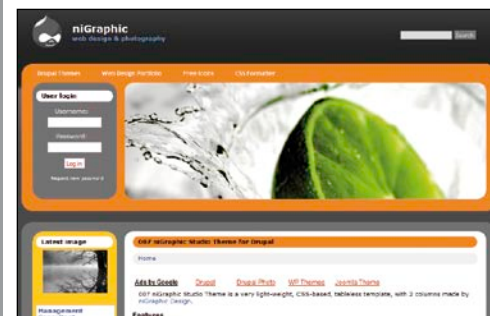 niGraphic
web design & photography
Search
Drupal Themes Web Design Portfolio Free Icons CSS Formatter
User login
Username:
Password:
Log in
Request new password
Latest image
Management
007 niGraphic Studio Theme for Drupal
Home
Ads by Google Drupal Drupal Photo WP Themes Joomla Theme
007 niGraphic Studio Theme is a very light-weight, CSS-based, tableless template, with 2 columns made by
niGraphic Design.
Features